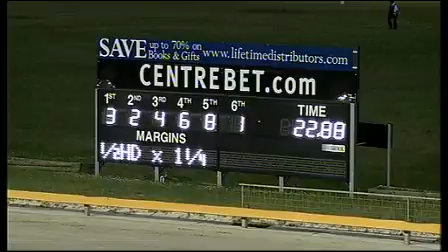 SAVE up to 70% on Books & Gifts www.lifetimedistributors.com
CENTREBET.com
1ST 2ND 3RD 4TH 5TH 6TH TIME
3 2 4 6 8 1 22.88
MARGINS
1/2HD x 1 1/4